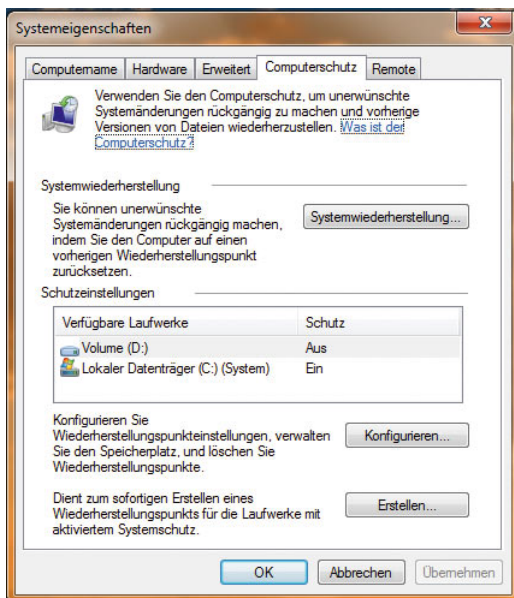 Systemeigenschaften
Computername Hardware Erweitert Computerschutz Remote
Verwenden Sie den Computerschutz, um unerwünschte
Systemänderungen rückgängig zu machen und vorherige
Versionen von Dateien wiederherzustellen. Was ist der
Computerschutz?
Systemwiederherstellung
Sie können unerwünschte
Systemänderungen rückgängig machen,
indem Sie den Computer auf einen
vorherigen Wiederherstellungspunkt
zurücksetzen.
Systemwiederherstellung...
Schutzeinstellungen
Verfügbare Laufwerke Schutz
Volume (D:) Aus
Lokaler Datenträger (C:) (System) Ein
Konfigurieren Sie
Wiederherstellungspunkteinstellungen, verwalten
Sie den Speicherplatz, und löschen Sie
Wiederherstellungspunkte.
Konfigurieren...
Dient zum sofortigen Erstellen eines
Wiederherstellungspunkts für die Laufwerke mit
aktiviertem Systemschutz.
Erstellen...
OK Abbrechen Übernehmen